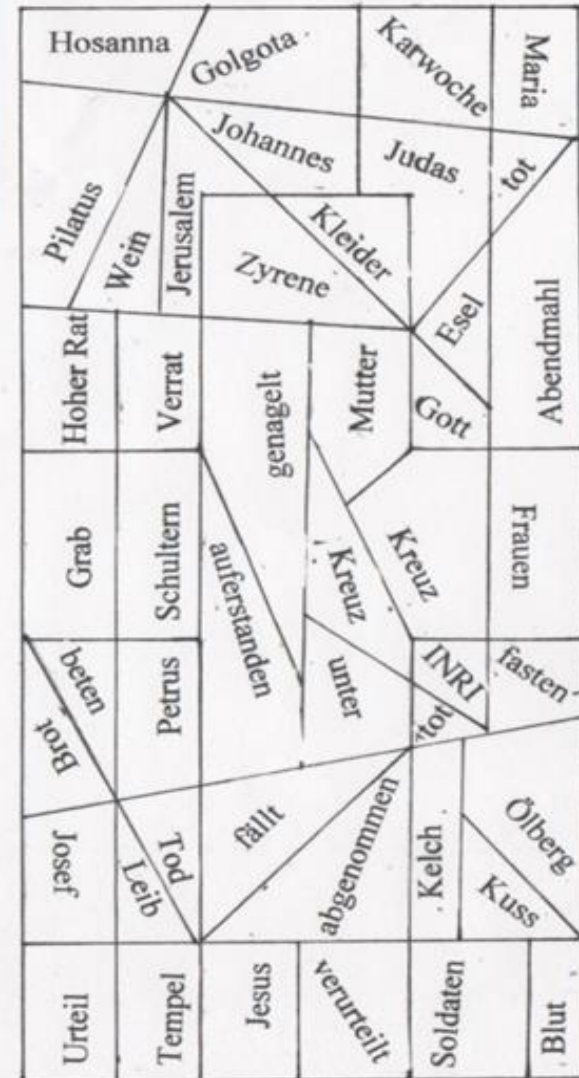 Hosanna
Golgota
Karwoche
Maria
Pilatus
Wein
Jerusalem
Johannes
Judas
tot
Zyrene
Kleider
Esel
Abendmahl
Hoher Rat
Verrat
genagelt
Mutter
Gott
Grab
Schultern
auferstanden
Kreuz
Kreuz
Frauen
beten
Brot
Petrus
unter
INRI
tot
fasten
Josef
Leib
Tod
fällt
abgenommen
Kelch
Kuss
Ölberg
Urteil
Tempel
Jesus
verurteilt
Soldaten
Blut